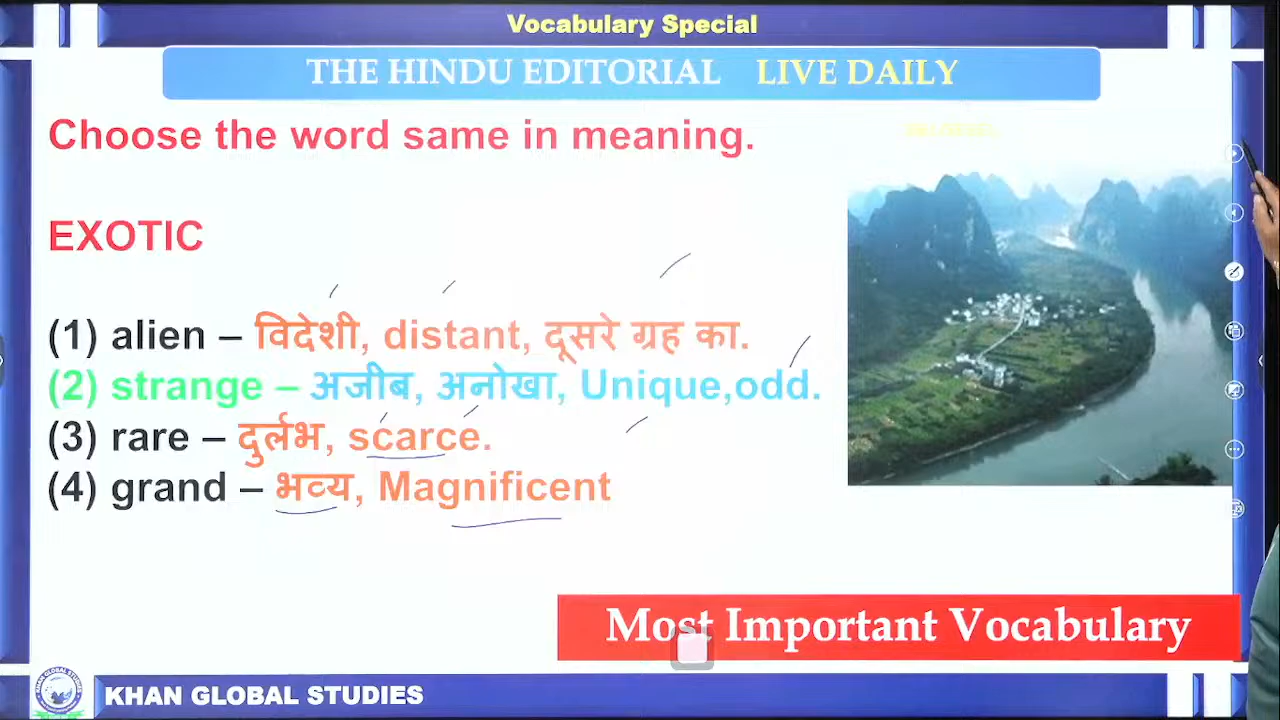 Vocabulary Special
THE HINDU EDITORIAL LIVE DAILY
Choose the word same in meaning.
EXOTIC
(1) alien – विदेशी, distant, दूसरे ग्रह का.
(2) strange – अजीब, अनोखा, Unique,odd.
(3) rare – दुर्लभ, scarce.
(4) grand – भव्य, Magnificent
Most Important Vocabulary
KHAN GLOBAL STUDIES